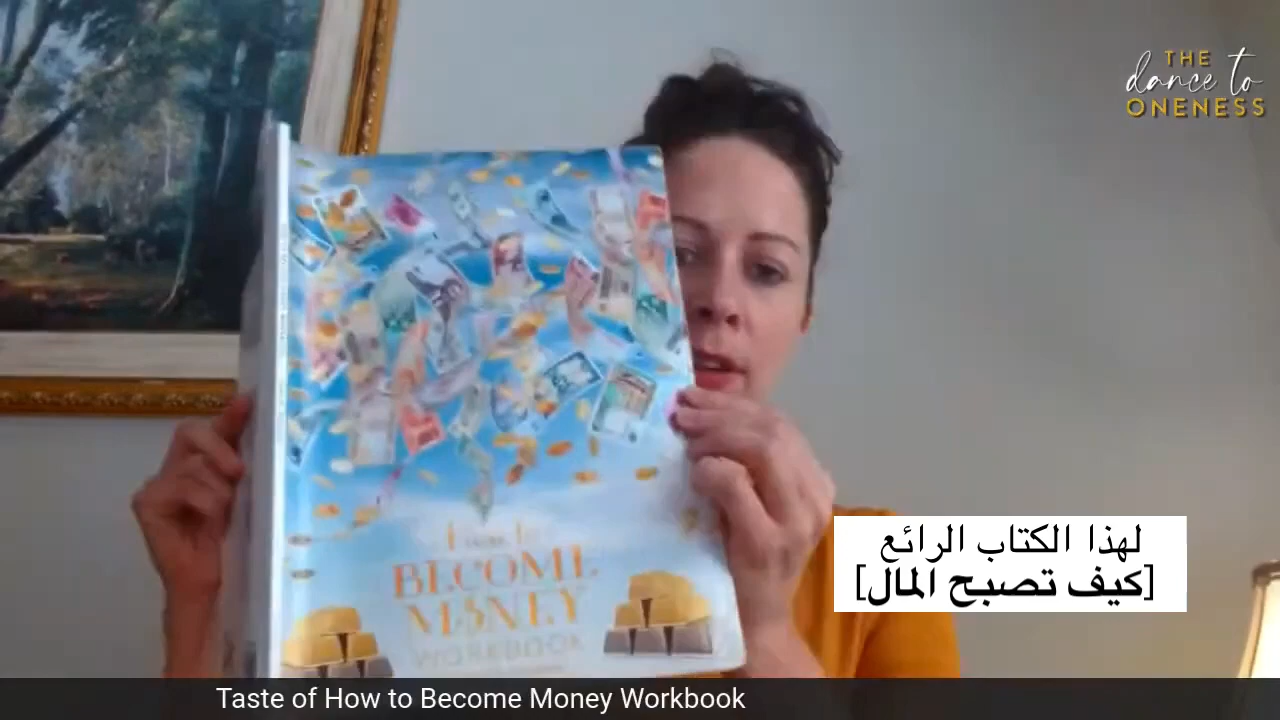 THE
dance to
ONENESS
BECOME
MONEY
WORKBOOK
لهذا الكتاب الرائع
[كيف تصبح المال]
Taste of How to Become Money Workbook